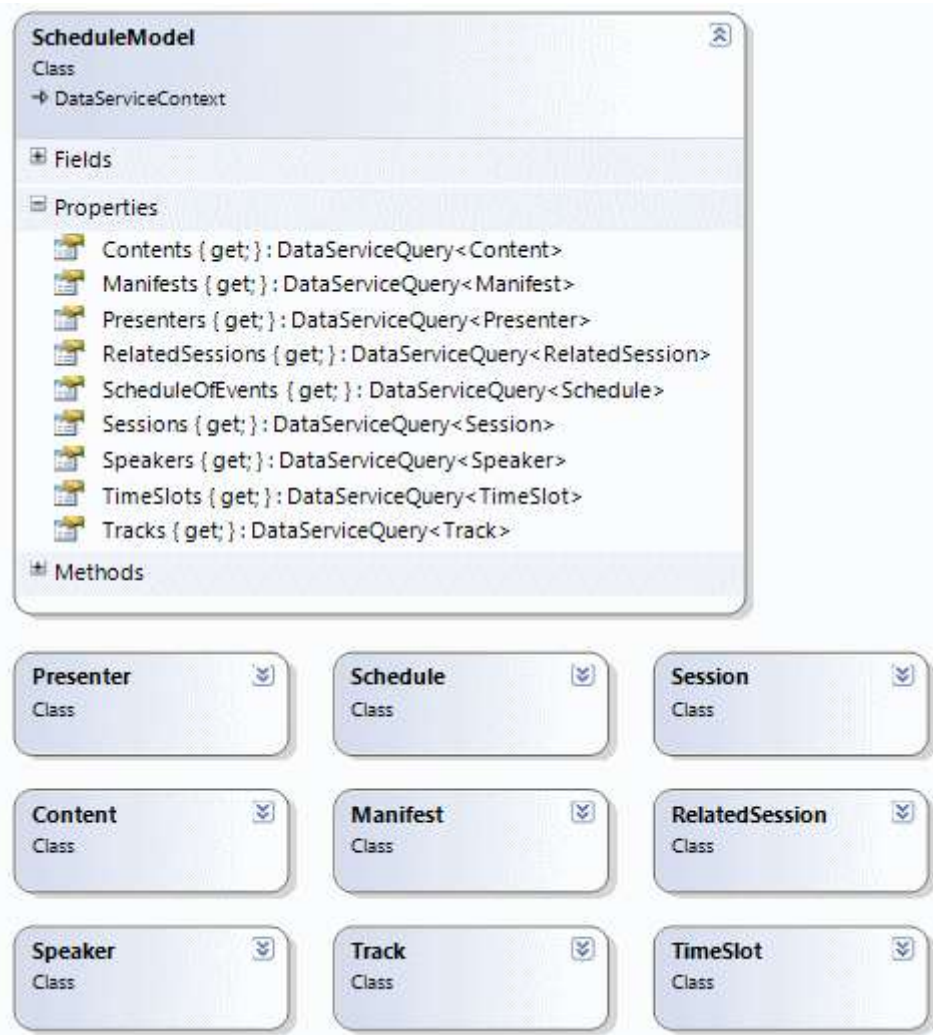 ScheduleModel
Class
DataServiceContext
Fields
Properties
Contents { get; } : DataServiceQuery<Content>
Manifests { get; } : DataServiceQuery<Manifest>
Presenters { get; } : DataServiceQuery<Presenter>
RelatedSessions { get; } : DataServiceQuery<RelatedSession>
ScheduleOfEvents { get; } : DataServiceQuery<Schedule>
Sessions { get; } : DataServiceQuery<Session>
Speakers { get; } : DataServiceQuery<Speaker>
TimeSlots { get; } : DataServiceQuery<TimeSlot>
Tracks { get; } : DataServiceQuery<Track>
Methods
Presenter
Class
Schedule
Class
Session
Class
Content
Class
Manifest
Class
RelatedSession
Class
Speaker
Class
Track
Class
TimeSlot
Class